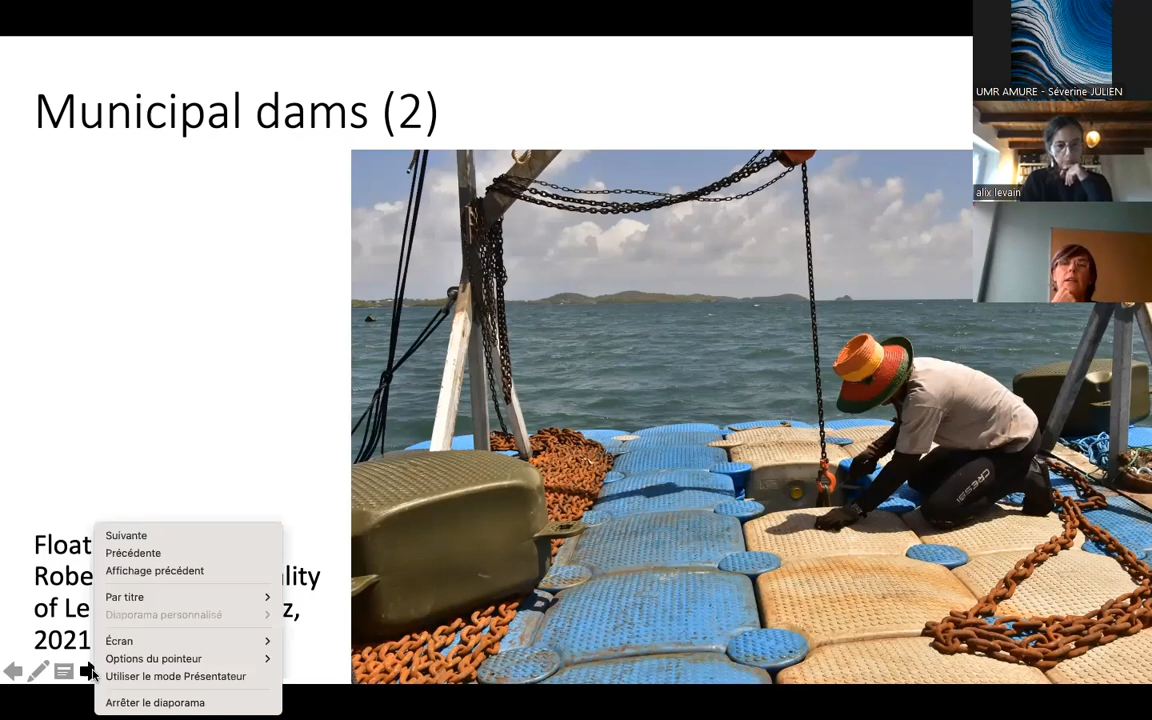 Municipal dams (2)
UMR AMURE - Séverine JULIEN
alix levain
CRESSI
Float
Robe lity
of Le z,
2021
Suivante
Précédente
Affichage précédent
Par titre
Diaporama personnalisé
Écran
Options du pointeur
Utiliser le mode Présentateur
Arrêter le diaporama